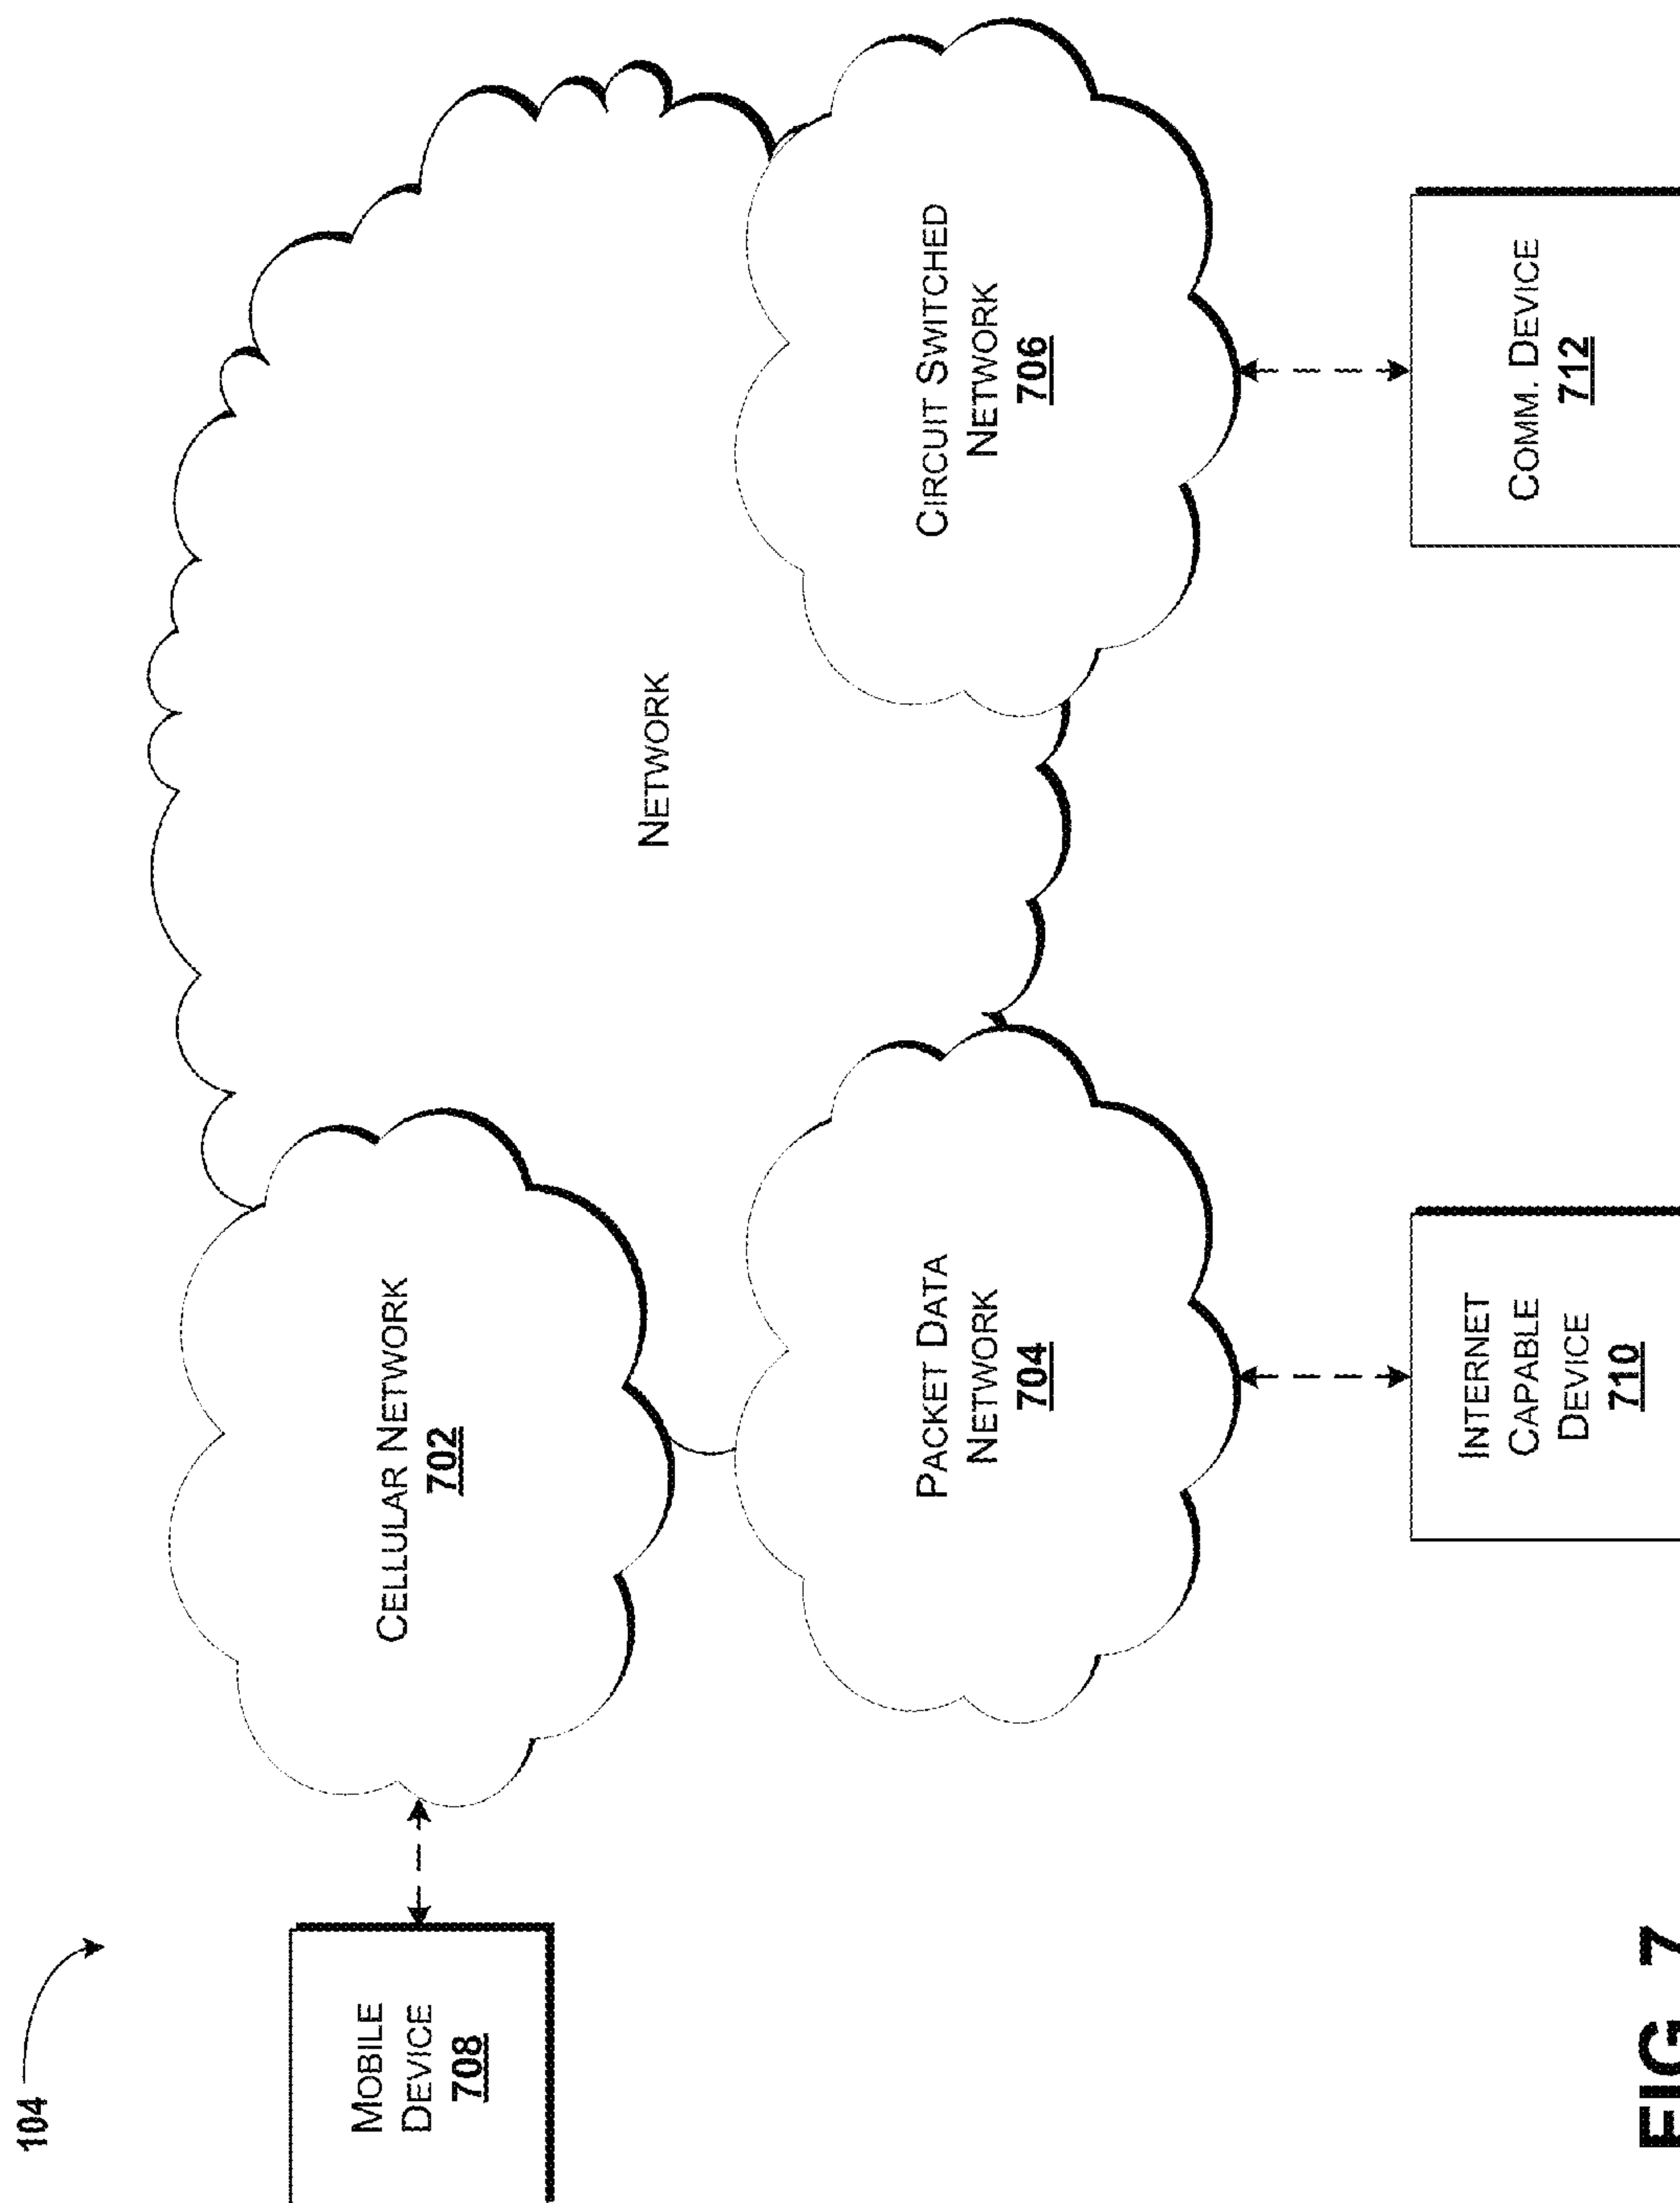 104
MOBILE
DEVICE
708
CELLULAR NETWORK
702
NETWORK
PACKET DATA
NETWORK
704
CIRCUIT SWITCHED
NETWORK
706
INTERNET
CAPABLE
DEVICE
710
COMM. DEVICE
712
FIG. 7